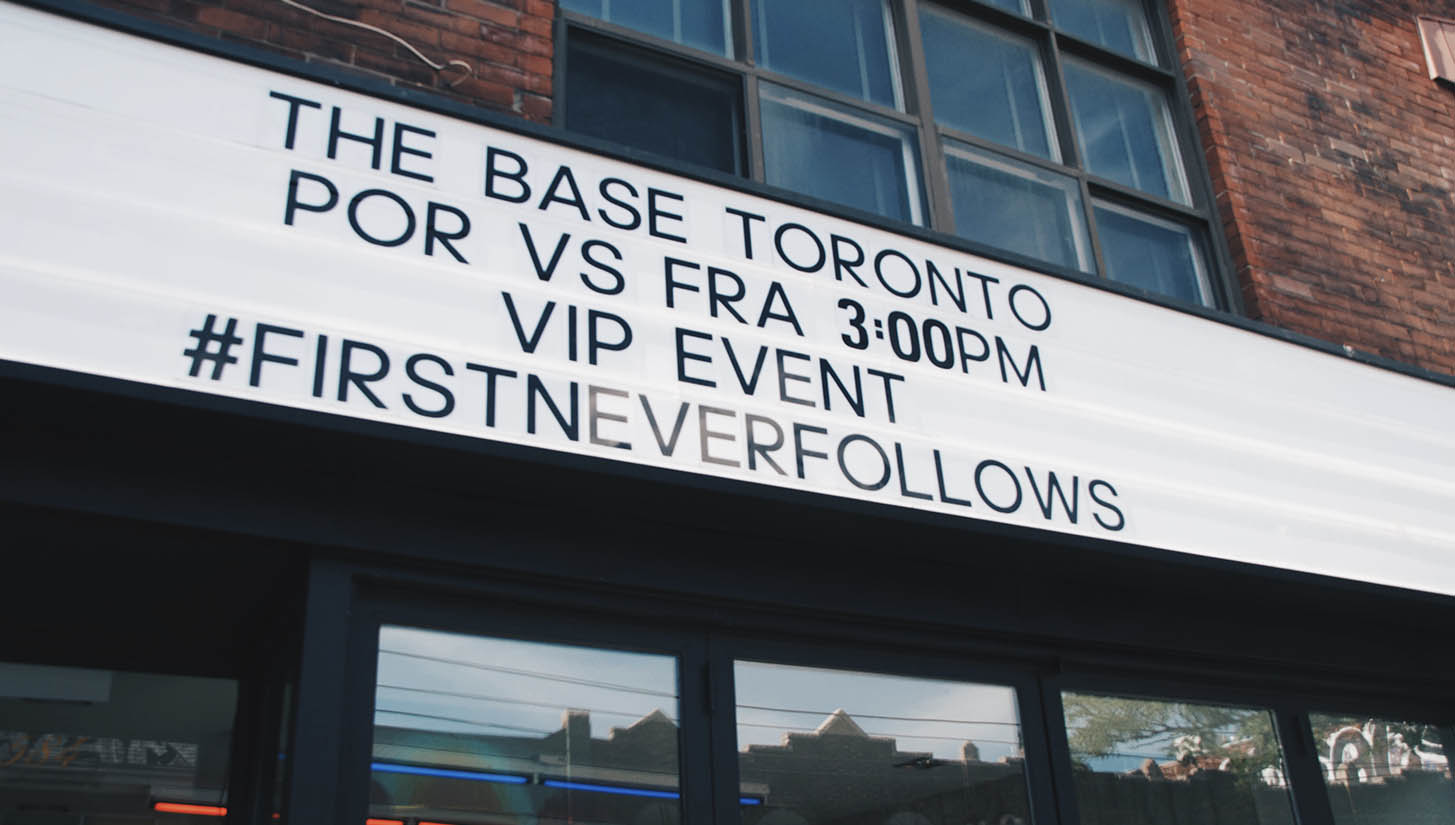 THE BASE TORONTO
POR VS FRA 3:00PM
VIP EVENT
#FIRSTNEVERFOLLOWS